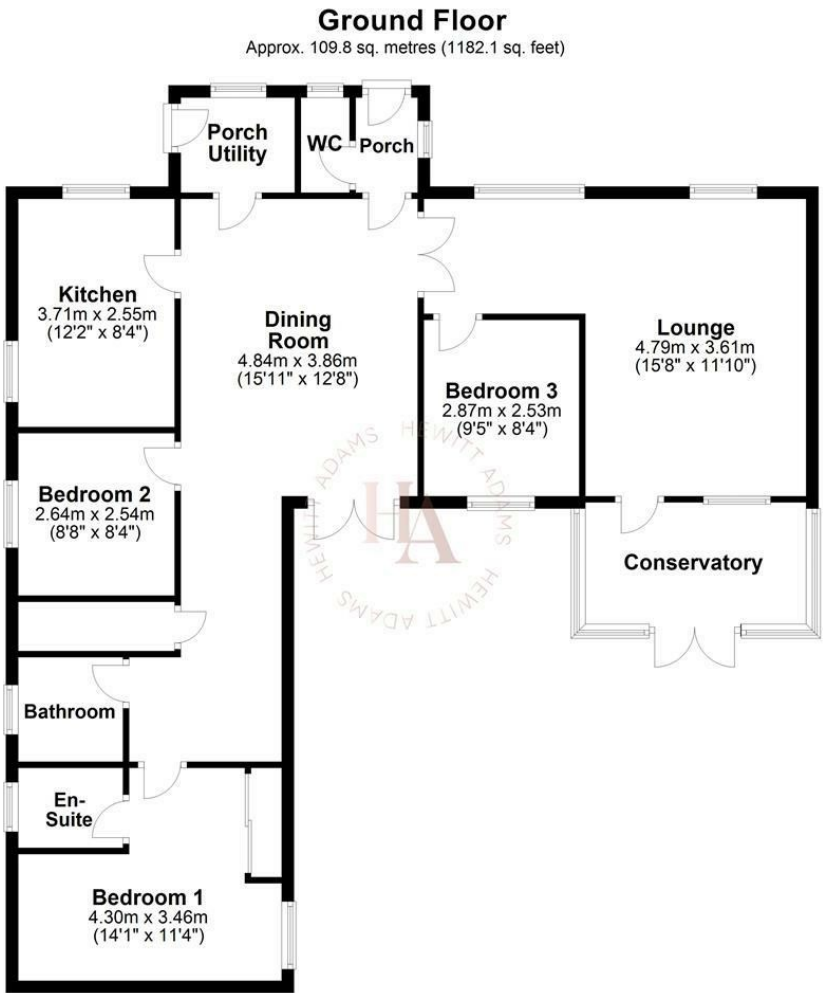 Ground Floor
Approx. 109.8 sq. metres (1182.1 sq. feet)
Porch
Utility
WC
Porch
Kitchen
3.71m x 2.55m
(12'2" x 8'4")
Dining
Room
4.84m x 3.86m
(15'11" x 12'8")
Lounge
4.79m x 3.61m
(15'8" x 11'10")
Bedroom 3
2.87m x 2.53m
(9'5" x 8'4")
Bedroom 2
2.64m x 2.54m
(8'8" x 8'4")
HEWITT ADAMS HEWITT ADAMS HEWITT ADAMS
HA
Conservatory
Bathroom
En-
Suite
Bedroom 1
4.30m x 3.46m
(14'1" x 11'4")